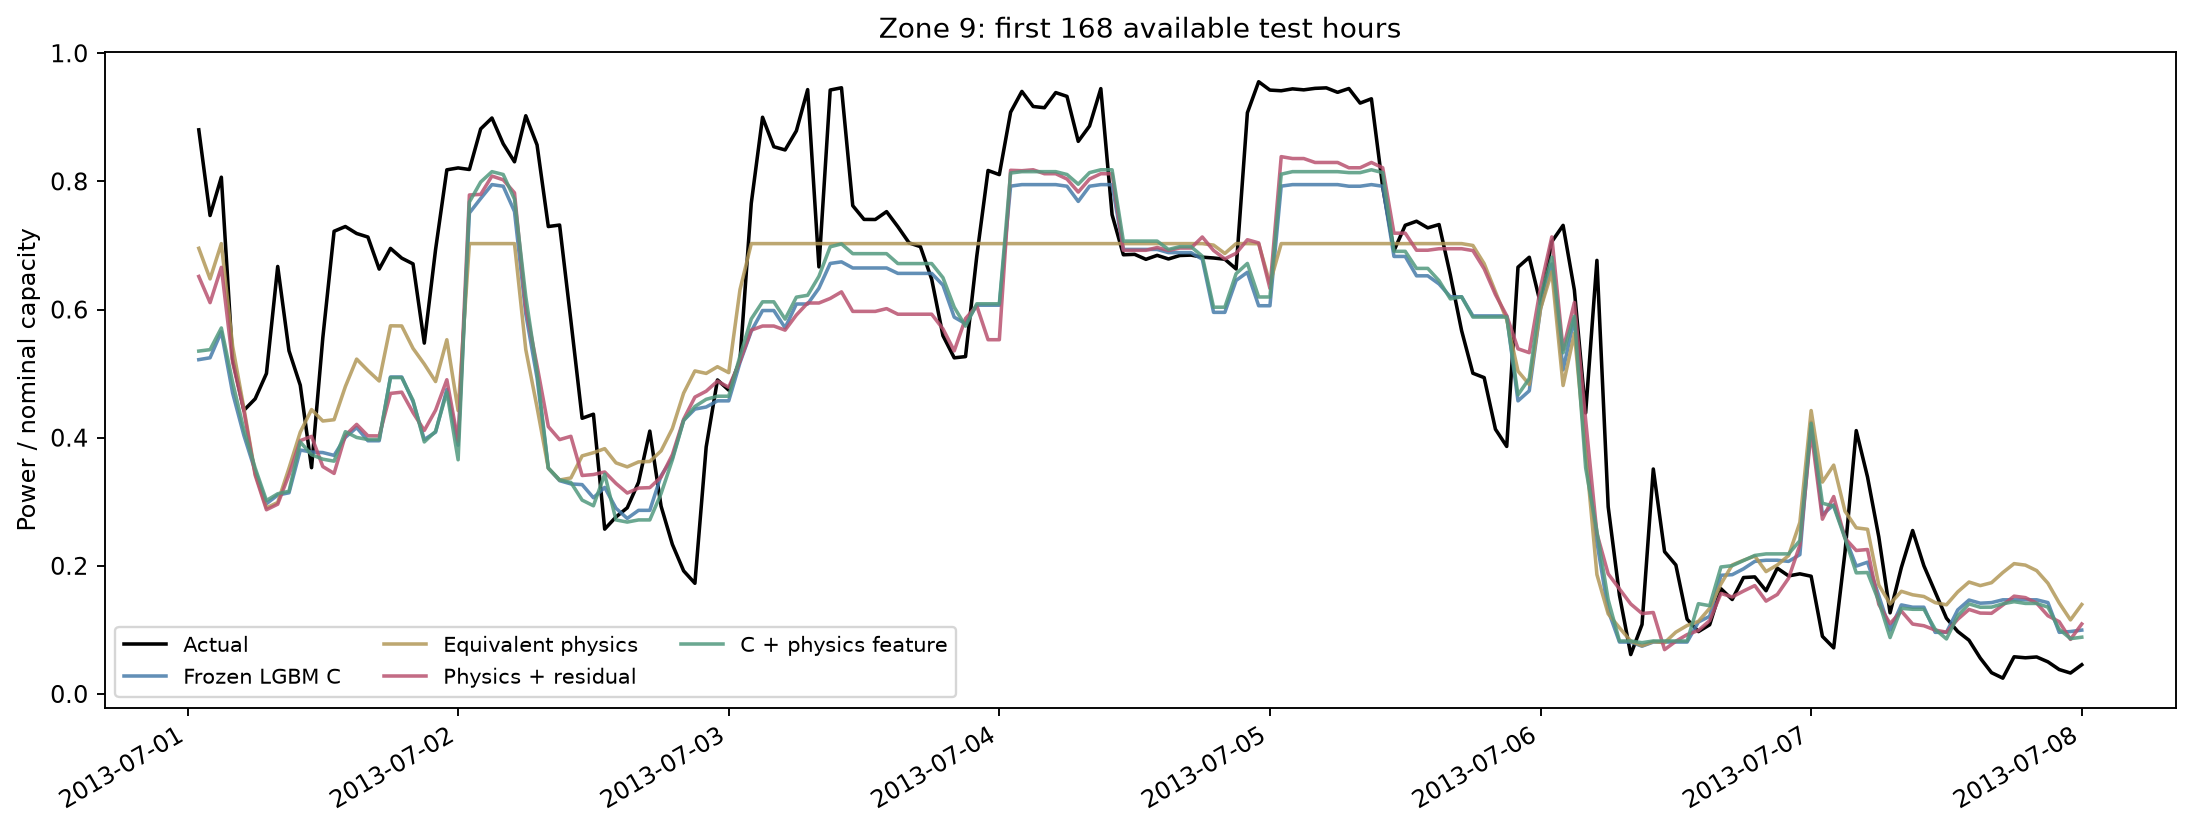 Zone 9: first 168 available test hours
Power / nominal capacity
1.0
0.8
0.6
0.4
0.2
0.0
Actual
Frozen LGBM C
Equivalent physics
Physics + residual
C + physics feature
2013-07-01
2013-07-02
2013-07-03
2013-07-04
2013-07-05
2013-07-06
2013-07-07
2013-07-08